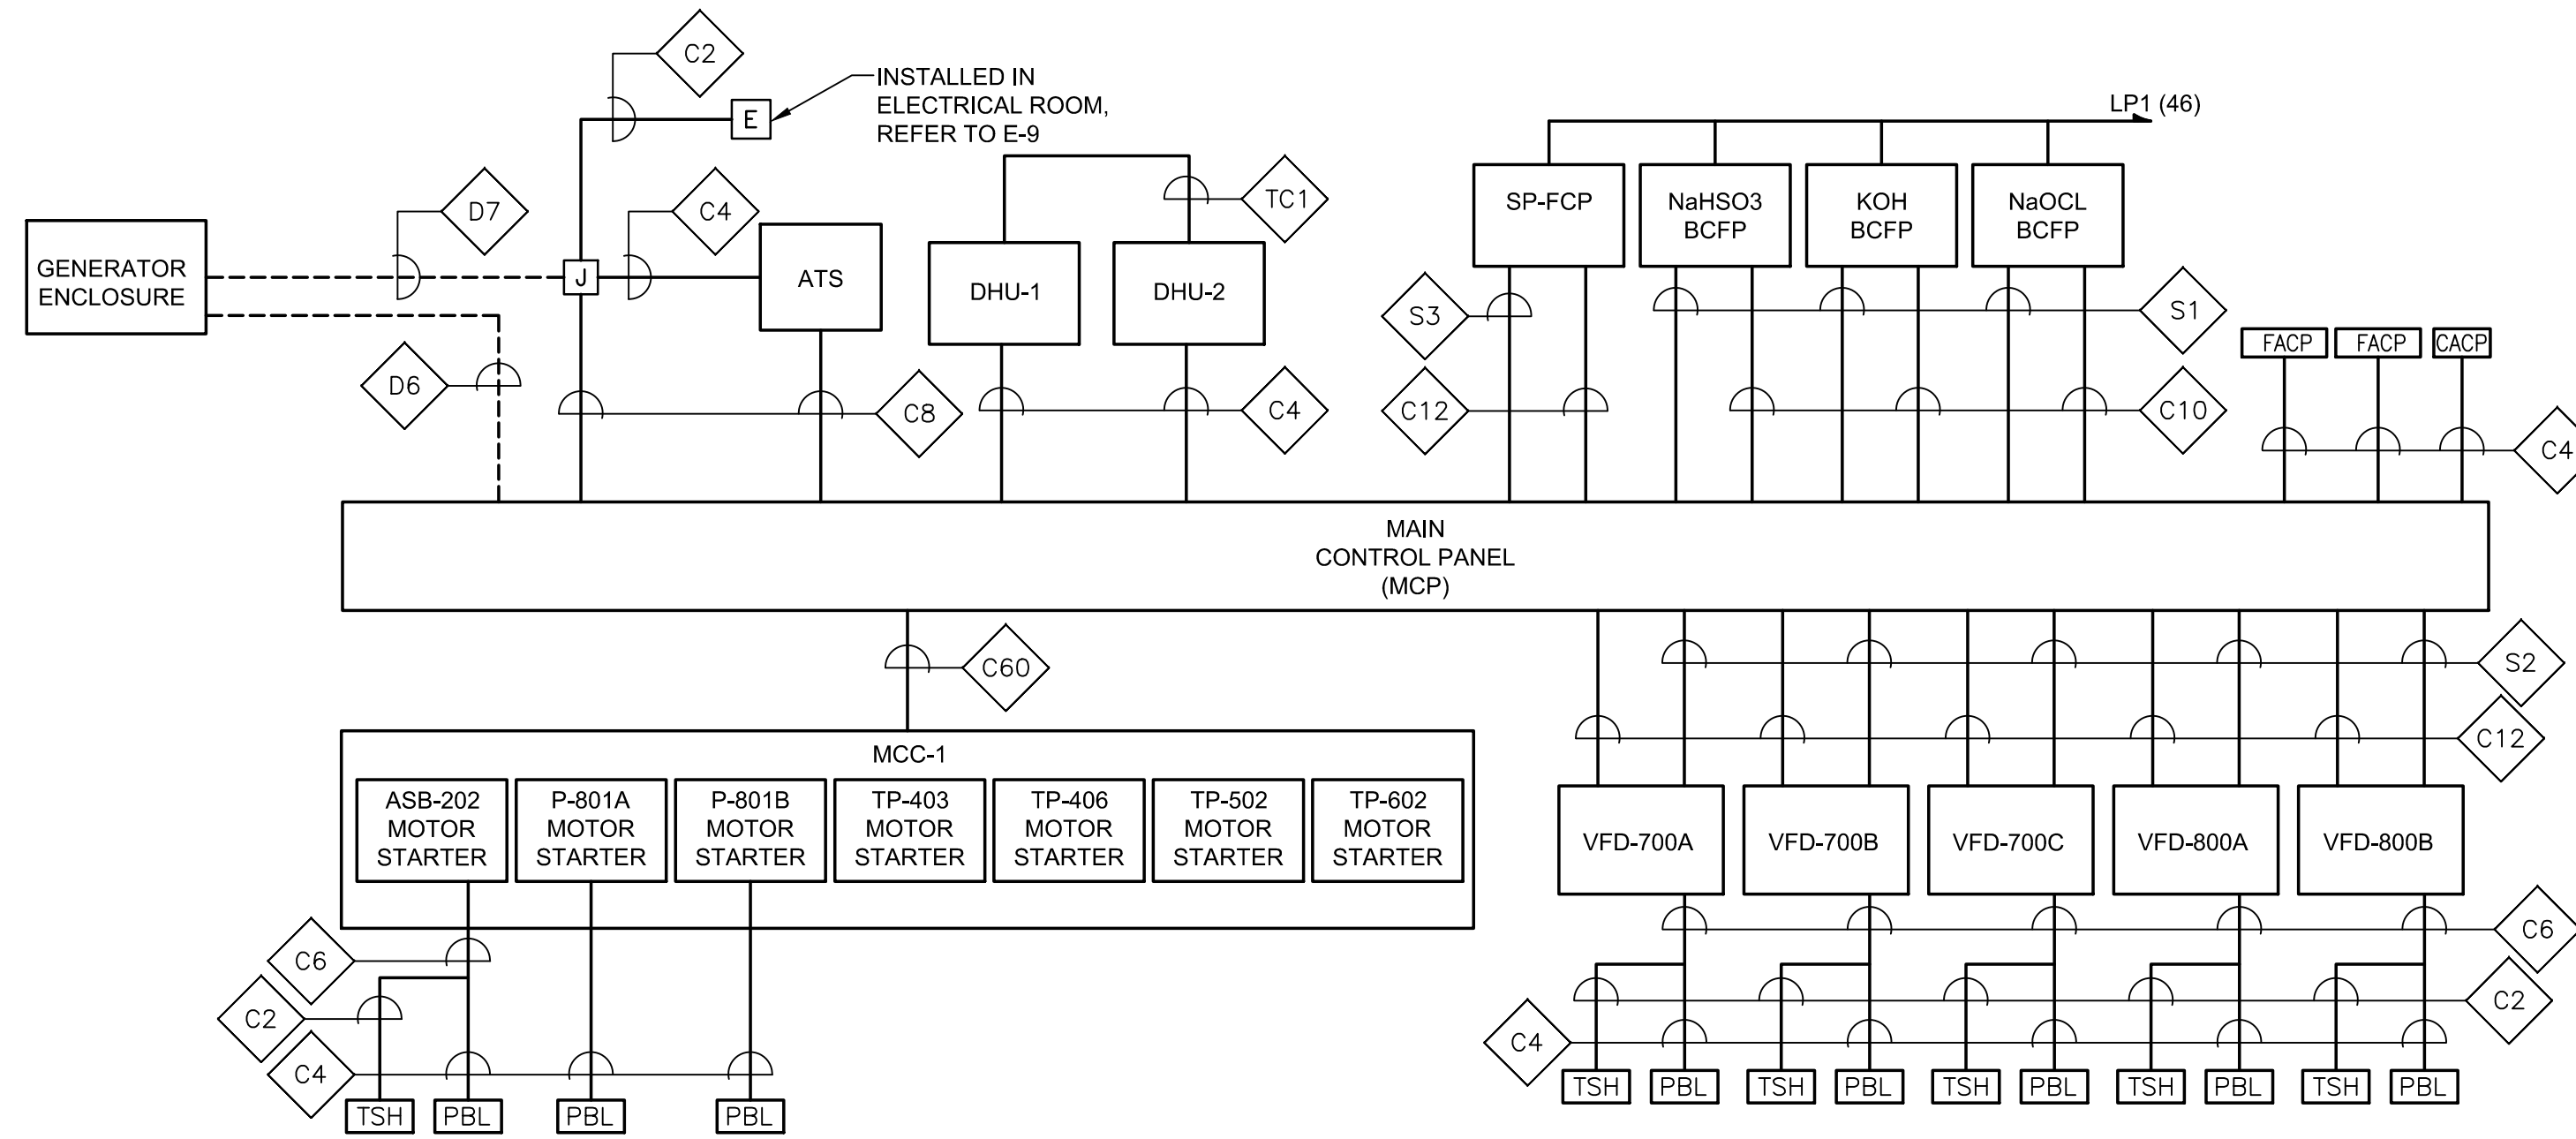 C2
INSTALLED IN
ELECTRICAL ROOM,
REFER TO E-9
E
LP1 (46)
D7
C4
TC1
SP-FCP
NaHSO3
BCFP
KOH
BCFP
NaOCL
BCFP
GENERATOR
ENCLOSURE
J
ATS
DHU-1
DHU-2
S3
S1
FACP
FACP
CACP
D6
C8
C4
C12
C10
C4
MAIN
CONTROL PANEL
(MCP)
C60
S2
C12
MCC-1
ASB-202
MOTOR
STARTER
P-801A
MOTOR
STARTER
P-801B
MOTOR
STARTER
TP-403
MOTOR
STARTER
TP-406
MOTOR
STARTER
TP-502
MOTOR
STARTER
TP-602
MOTOR
STARTER
VFD-700A
VFD-700B
VFD-700C
VFD-800A
VFD-800B
C6
C2
C4
C6
C2
C4
TSH
PBL
PBL
PBL
TSH
PBL
TSH
PBL
TSH
PBL
TSH
PBL
TSH
PBL